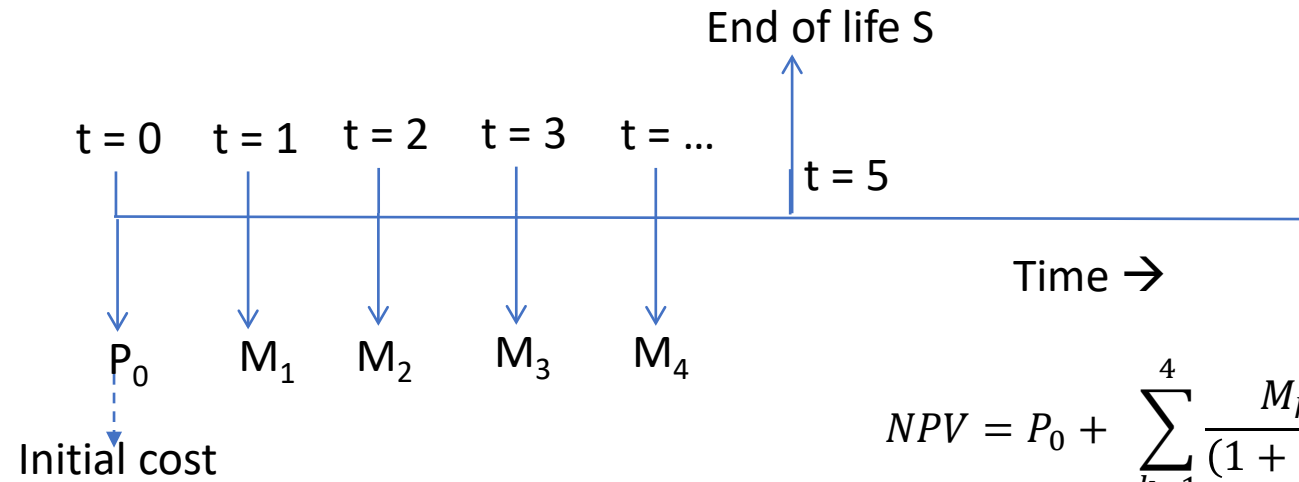 End of life S
t = 0 t = 1 t = 2 t = 3 t = ...
t = 5
Time →
P₀ M₁ M₂ M₃ M₄
NPV = P₀ + ∑ 4 / (1 +
Initial cost